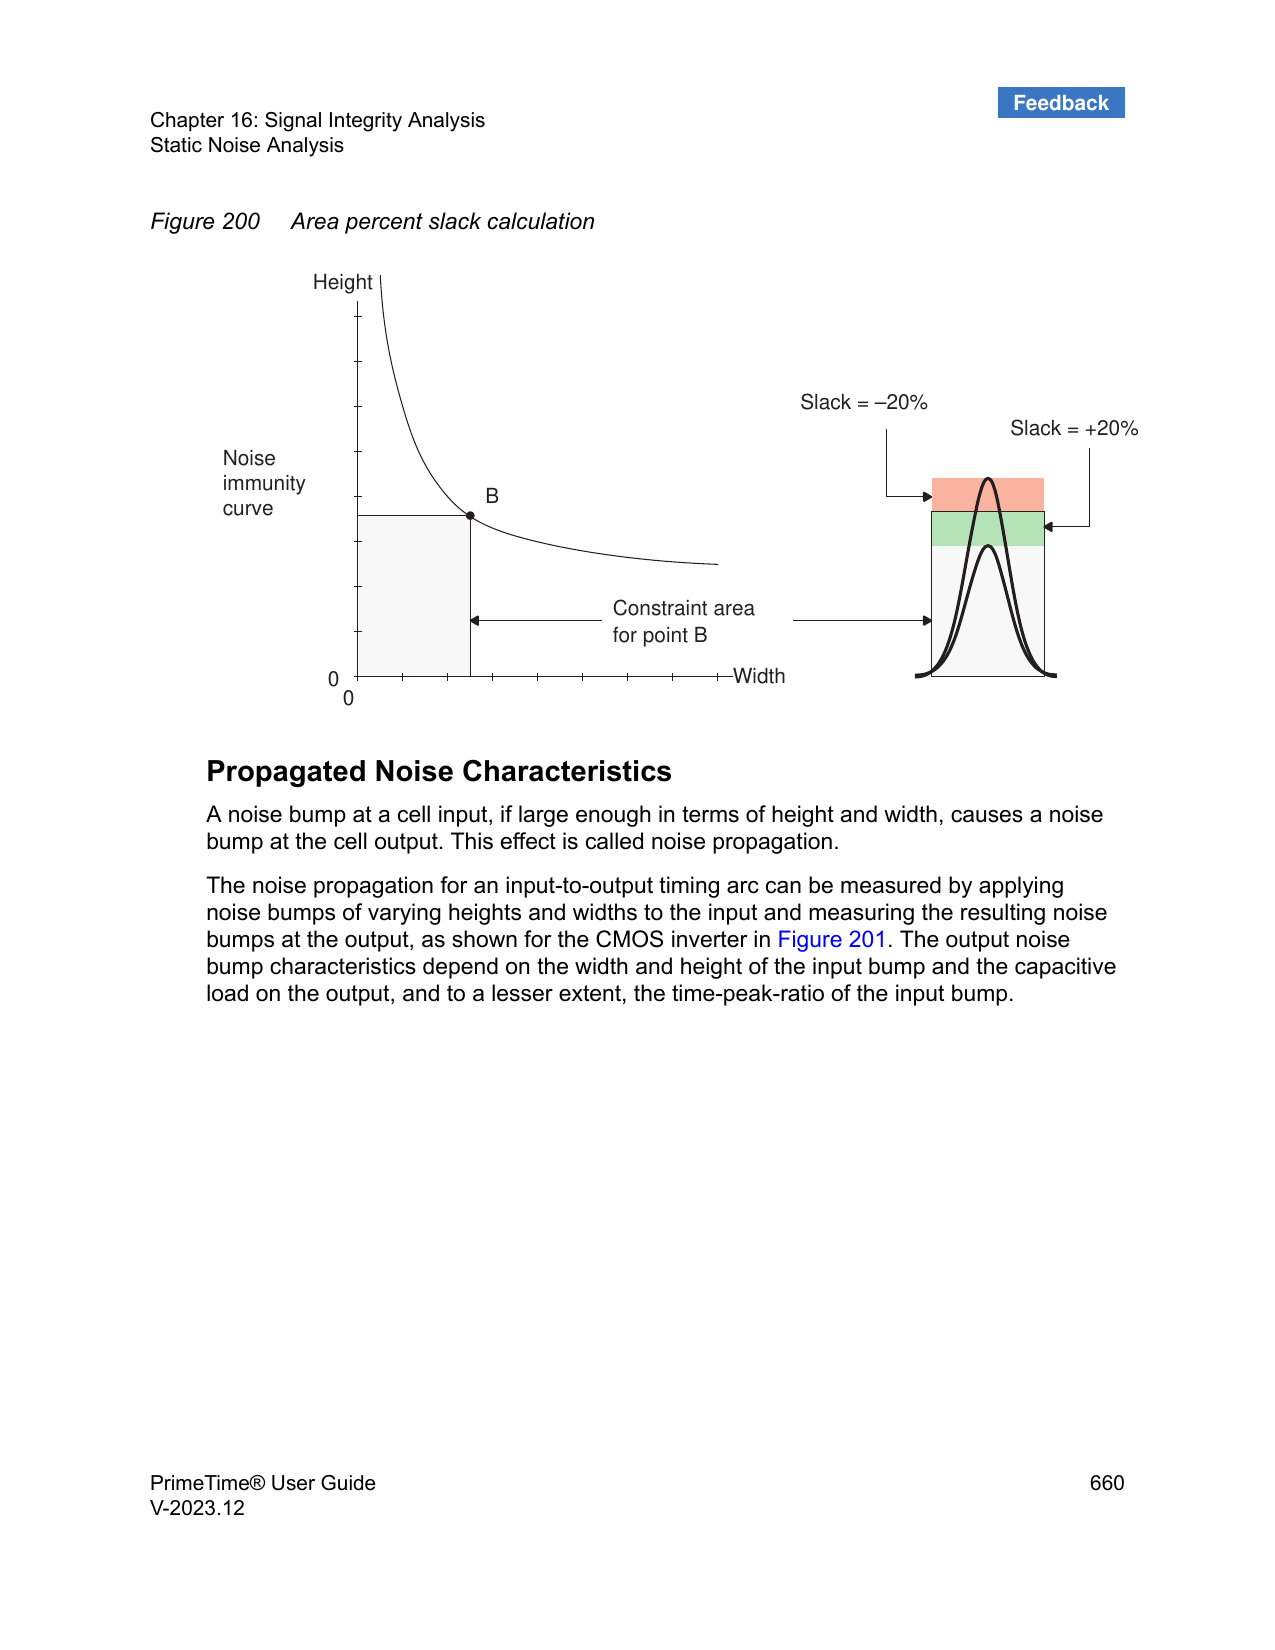 Feedback
Chapter 16: Signal Integrity Analysis
Static Noise Analysis
Figure 200 Area percent slack calculation
Height
Slack = –20%
Slack = +20%
Noise
immunity
curve
B
Constraint area
for point B
0
Width
0
Propagated Noise Characteristics
A noise bump at a cell input, if large enough in terms of height and width, causes a noise
bump at the cell output. This effect is called noise propagation.
The noise propagation for an input-to-output timing arc can be measured by applying
noise bumps of varying heights and widths to the input and measuring the resulting noise
bumps at the output, as shown for the CMOS inverter in Figure 201. The output noise
bump characteristics depend on the width and height of the input bump and the capacitive
load on the output, and to a lesser extent, the time-peak-ratio of the input bump.
PrimeTime® User Guide 660
V-2023.12